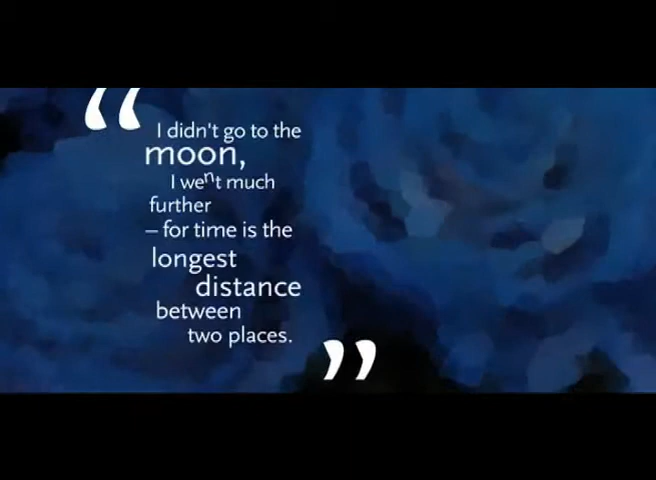 “ I didn't go to the
moon,
I went much
further
– for time is the
longest
distance
between
two places. ”